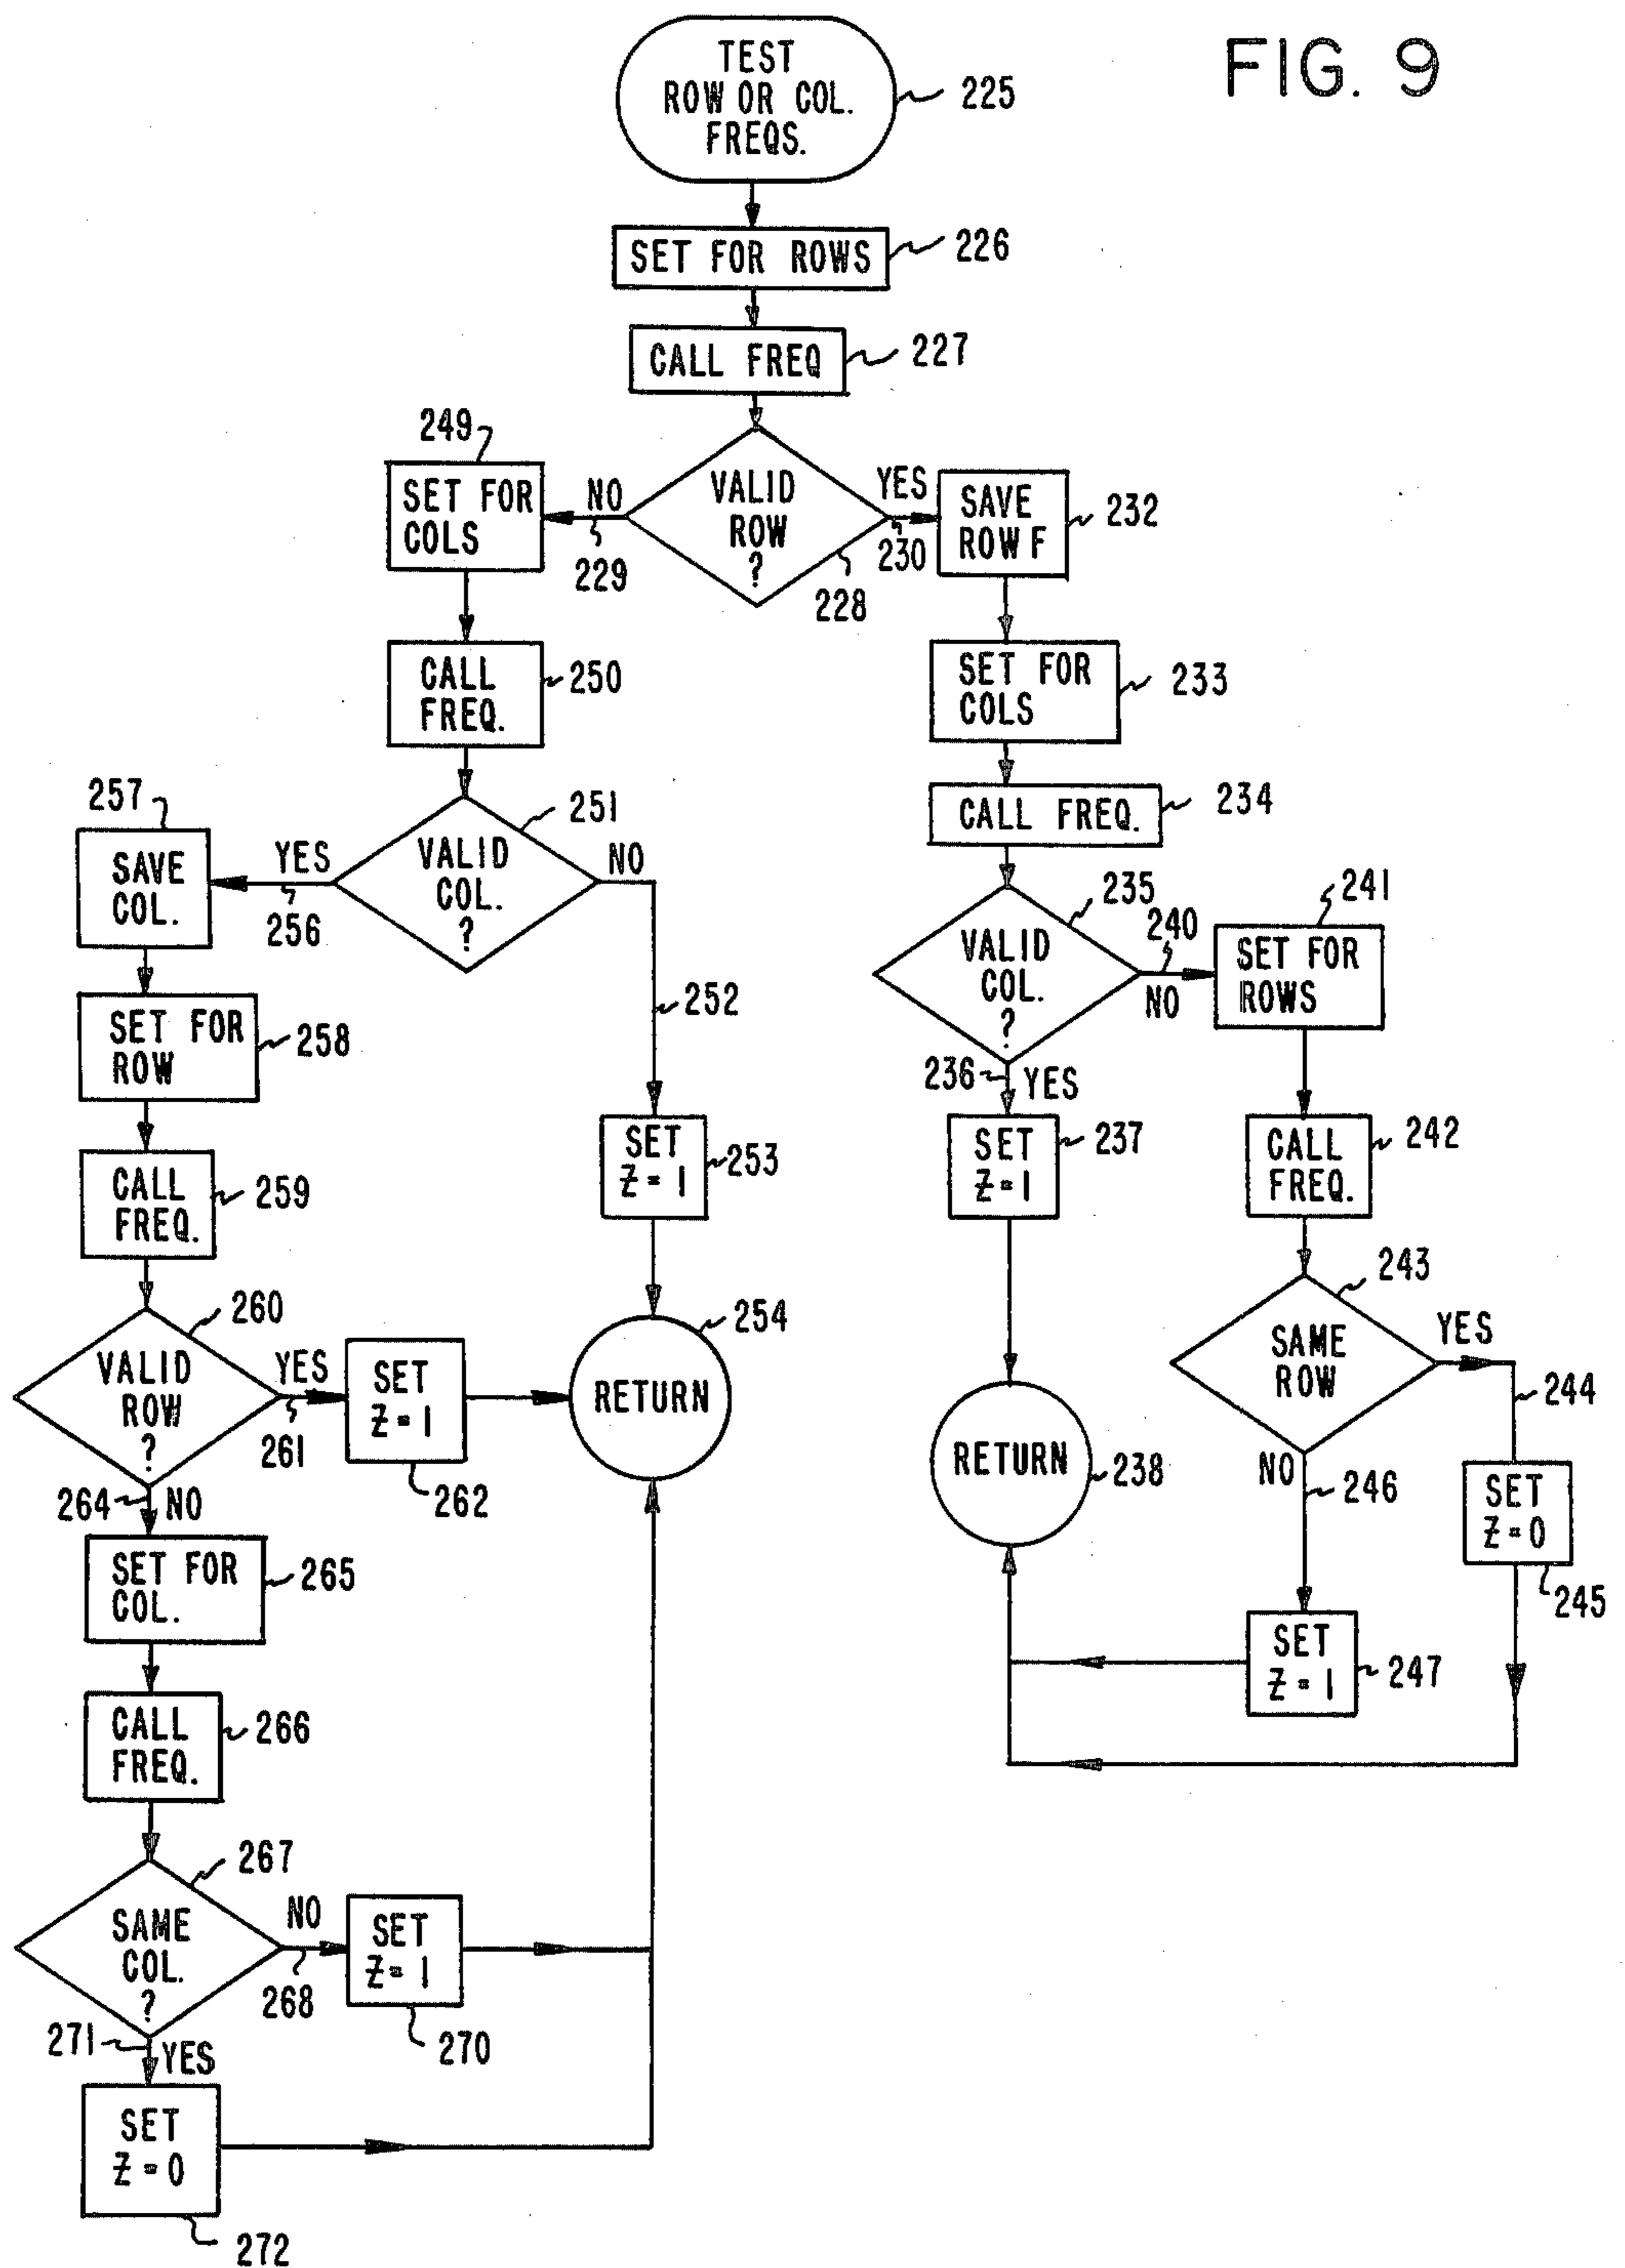 FIG. 9
TEST
ROW OR COL.
FREQS.
225
SET FOR ROWS
226
CALL FREQ
227
VALID
ROW
?
228
NO
229
YES
230
249
SET FOR
COLS
SAVE
ROW F
232
CALL
FREQ.
250
SET FOR
COLS
233
CALL FREQ.
234
VALID
COL.
?
251
YES
256
NO
252
257
SAVE
COL.
SET FOR
ROW
258
CALL
FREQ.
259
SET
Z = 1
253
VALID
ROW
?
260
YES
261
SET
Z = 1
262
RETURN
254
264
NO
SET FOR
COL.
265
CALL
FREQ.
266
SAME
COL.
?
267
NO
268
SET
Z = 1
270
271
YES
SET
Z = 0
272
VALID
COL.
?
235
240
NO
241
SET FOR
ROWS
236
YES
SET
Z = 1
237
CALL
FREQ.
242
SAME
ROW
243
YES
244
SET
Z = 0
245
NO
246
SET
Z = 1
247
RETURN
238